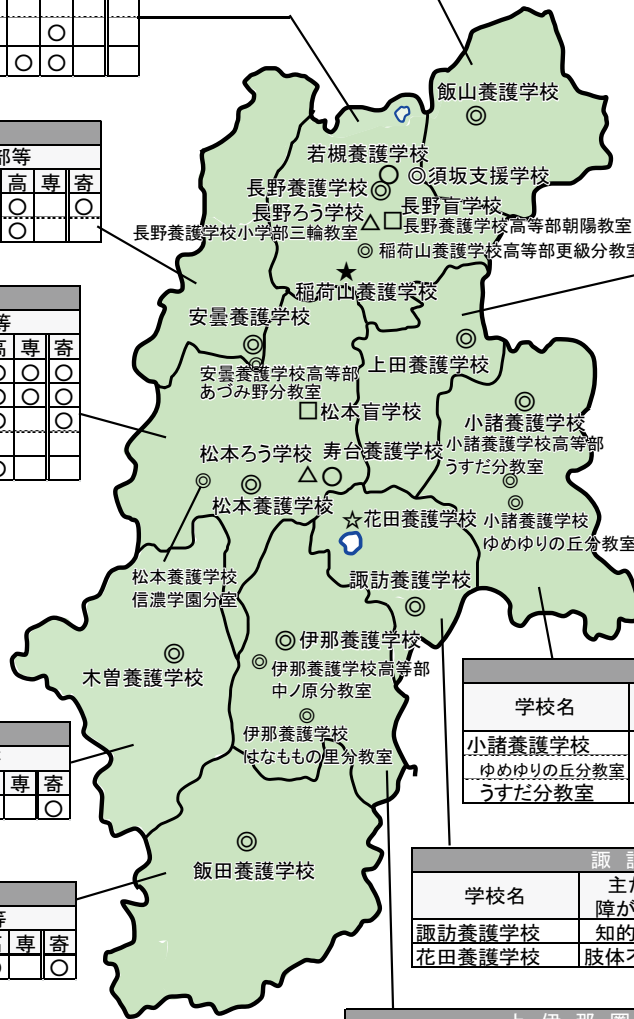 飯山養護学校
若槻養護学校
◎須坂支援学校
長野養護学校
長野盲学校
長野ろう学校
長野養護学校高等部朝陽教室
長野養護学校小学部三輪教室
稲荷山養護学校高等部更級分教室
稲荷山養護学校
部等
高 専 寄
○ ○
○
安曇養護学校
上田養護学校
安曇養護学校高等部
あづみ野分教室
等
専 寄
○ ○
○ ○
○
松本盲学校
小諸養護学校
小諸養護学校高等部
うすだ分教室
松本ろう学校
寿台養護学校
松本養護学校
花田養護学校
小諸養護学校
ゆめゆりの丘分教室
松本養護学校
信濃学園分室
諏訪養護学校
伊那養護学校
木曽養護学校
伊那養護学校高等部
中ノ原分教室
伊那養護学校
はなももの里分教室
学校名
小諸養護学校
ゆめゆりの丘分教室
うすだ分教室
専 寄
○
飯田養護学校
諏
学校名
主た
障が
諏訪養護学校 知的
花田養護学校 肢体不
等
専 寄
○
上伊那圏